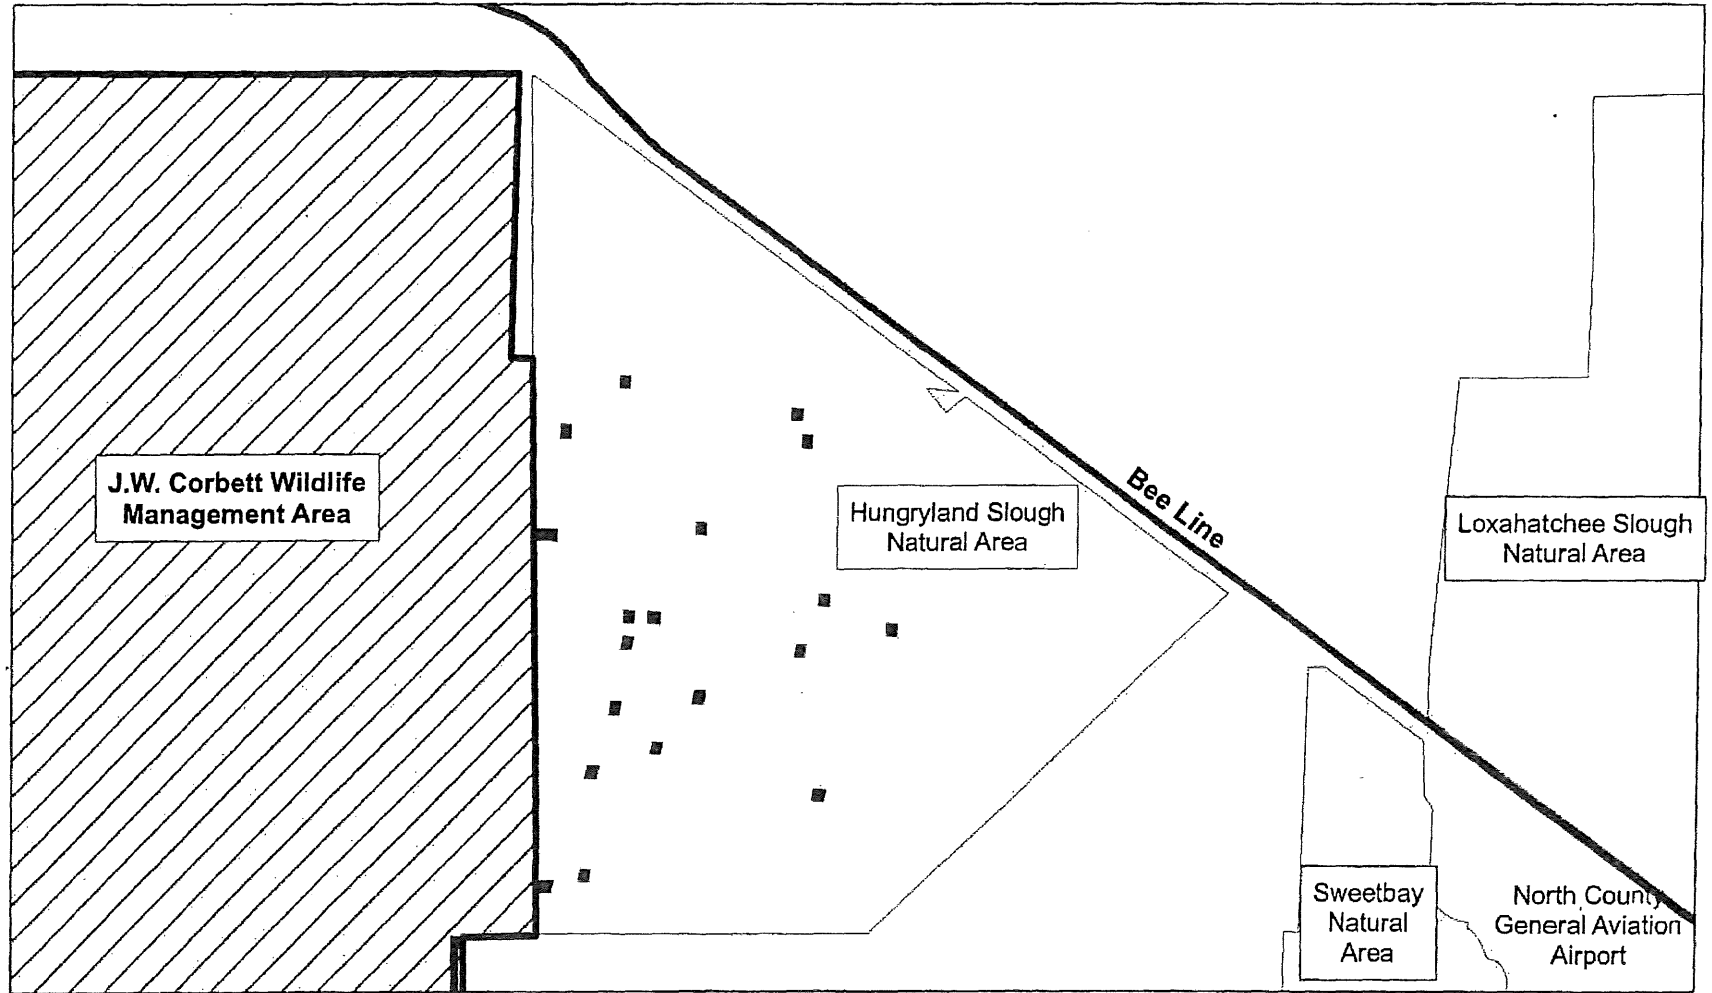 J.W. Corbett Wildlife
Management Area
Hungryland Slough
Natural Area
Bee Line
Loxahatchee Slough
Natural Area
Sweetbay
Natural
Area
North County
General Aviation
Airport